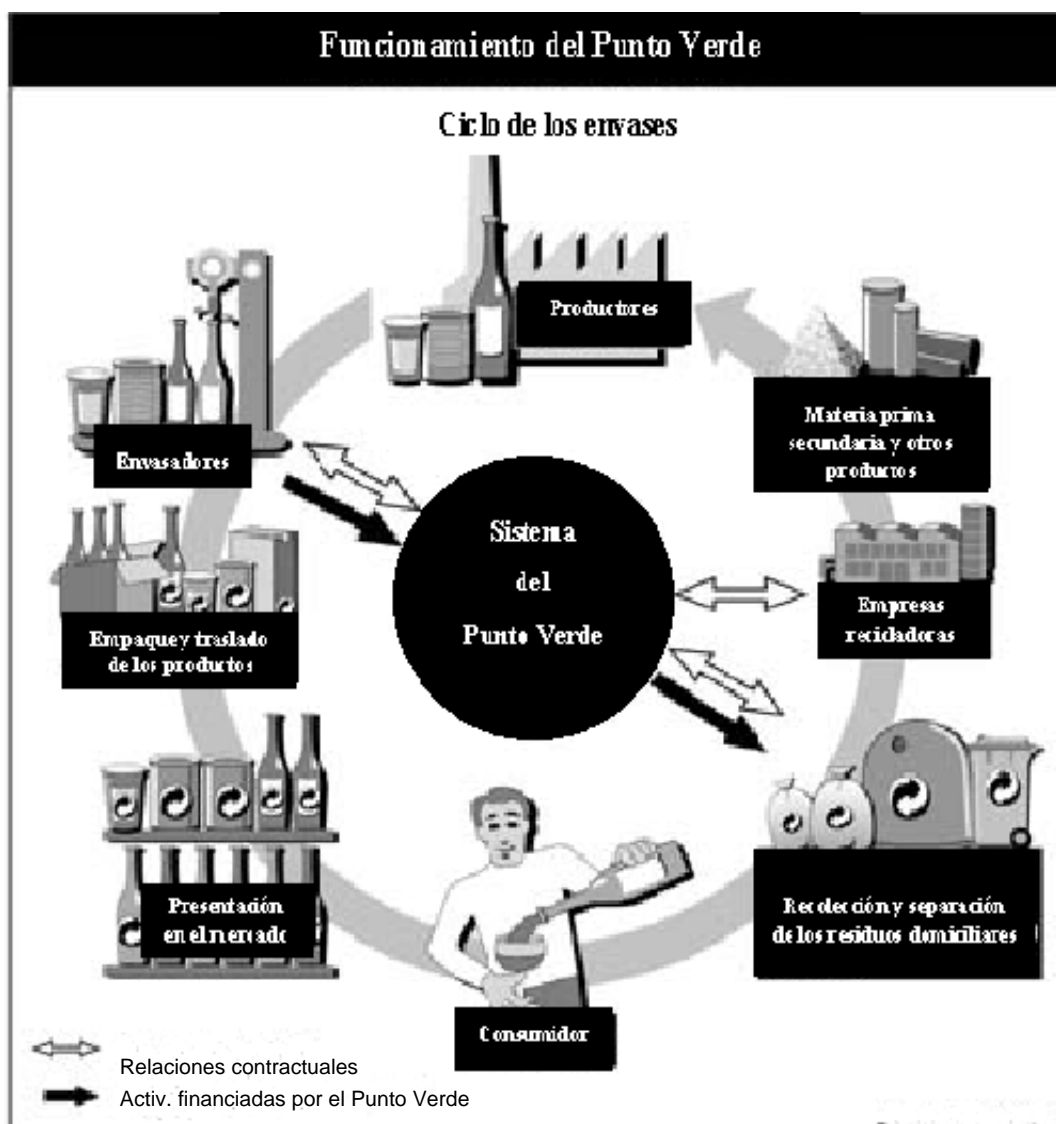 Funcionamiento del Punto Verde
Ciclo de los envases
Productores
Envasadores
Materia prima
secundaria y otros
productos
Sistema
del
Punto Verde
Empaque y traslado
de los productos
Empresas
recicladoras
Presentación
en el mercado
Recolección y separación
de los residuos domiciliares
Consumidor
Relaciones contractuales
Activ. financiadas por el Punto Verde